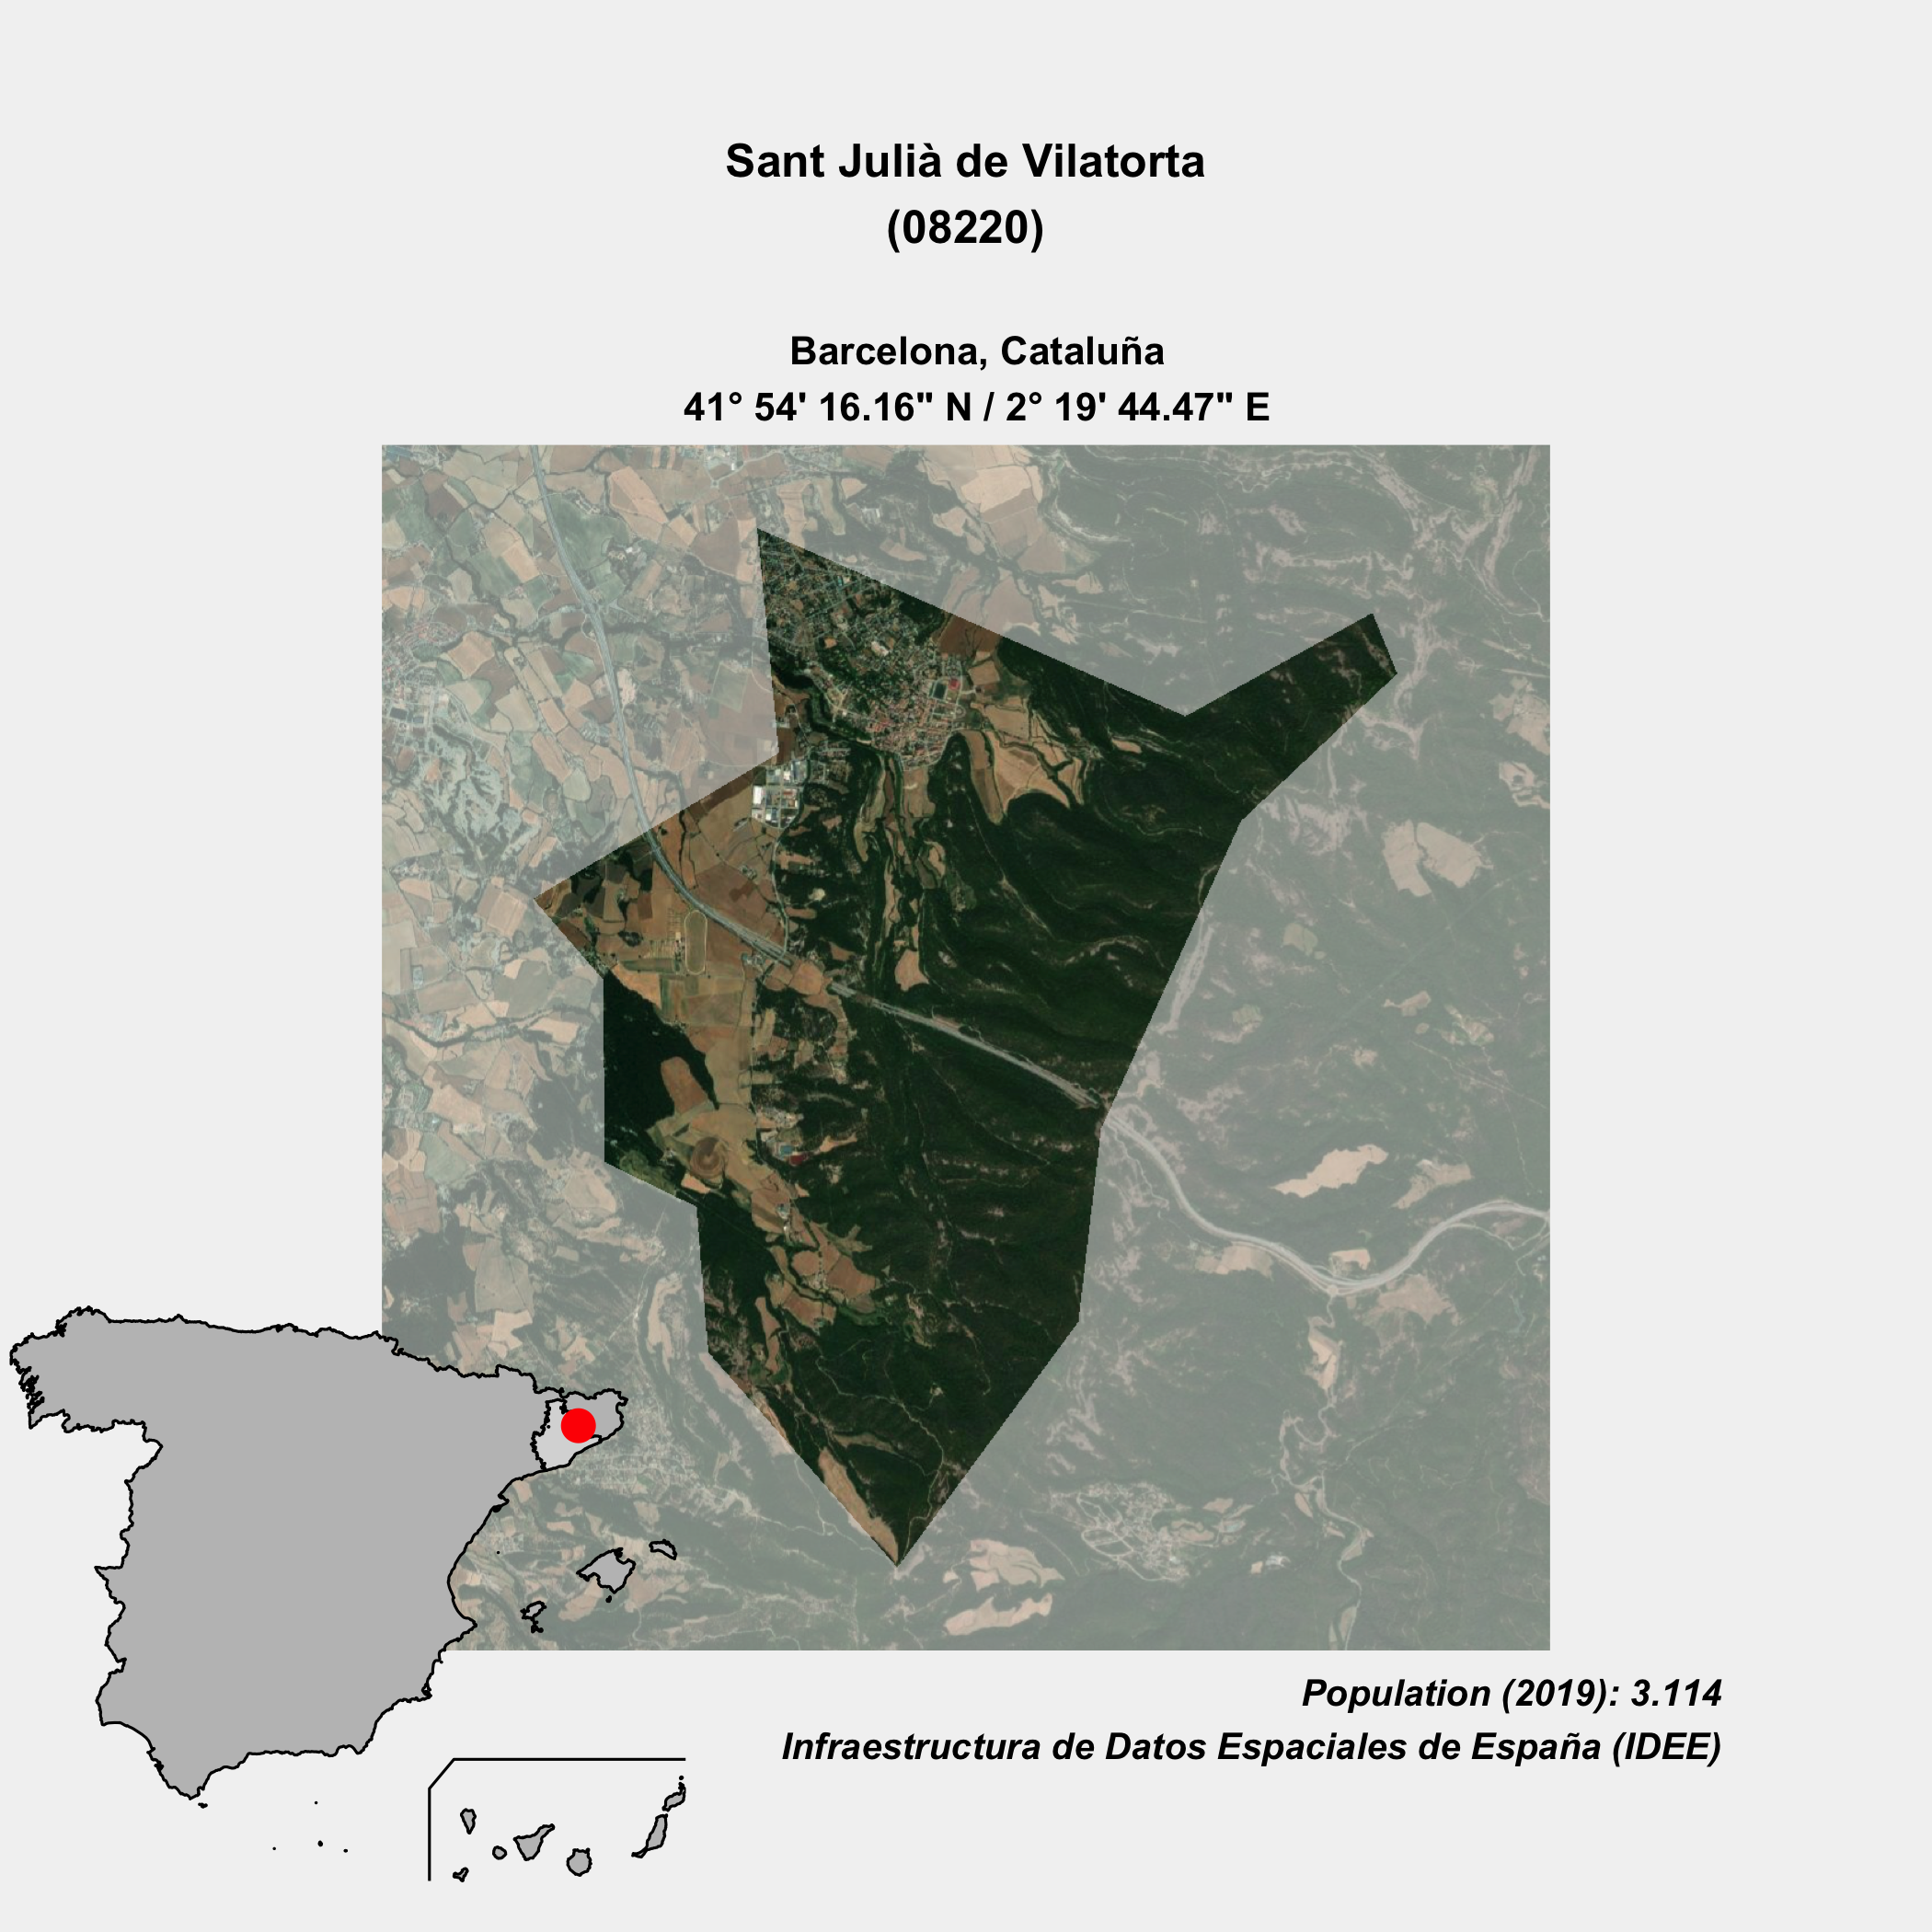 Sant Julià de Vilatorta
(08220)
Barcelona, Cataluña
41° 54' 16.16" N / 2° 19' 44.47" E
Population (2019): 3.114
Infraestructura de Datos Espaciales de España (IDEE)